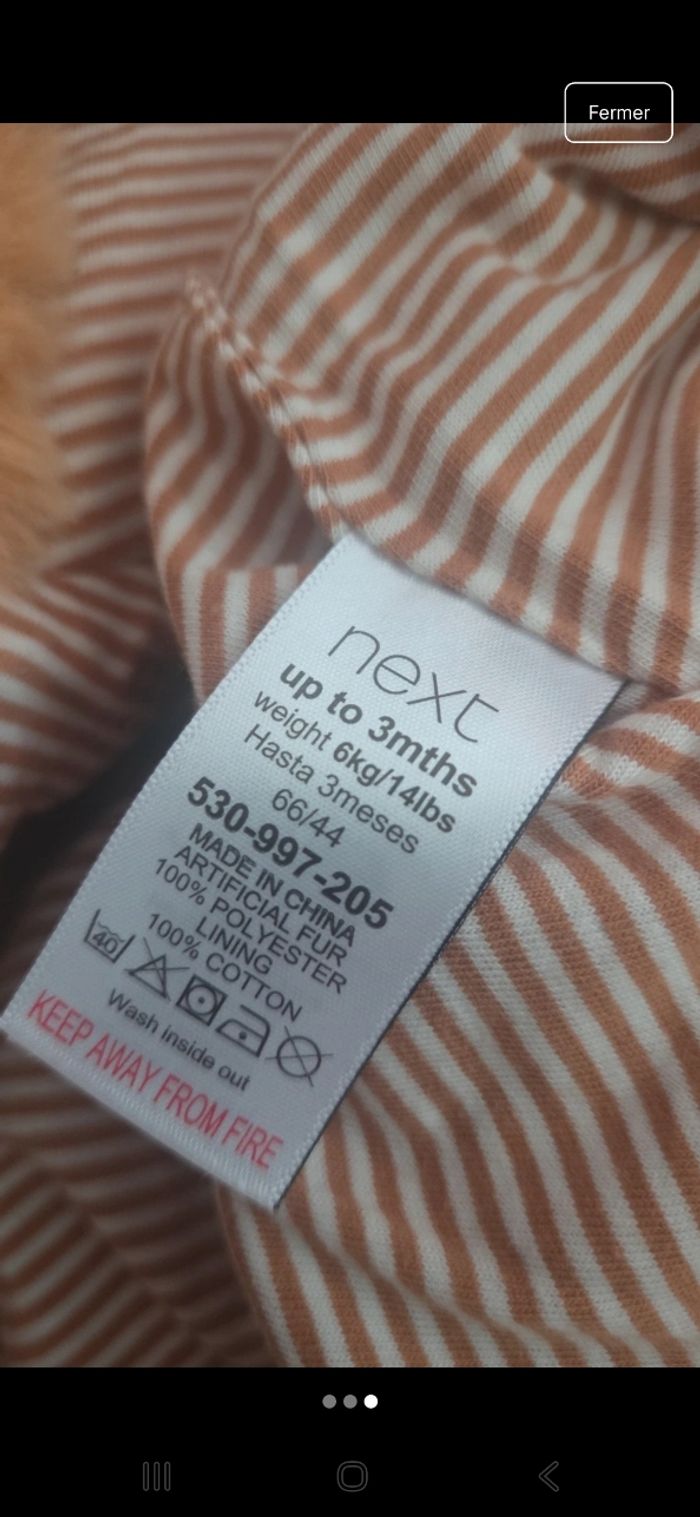 Fermer
next
up to 3mths
weight 6kg/14lbs
Hasta 3meses
66/44
530-997-205
MADE IN CHINA
ARTIFICIAL FUR
100% POLYESTER
LINING
100% COTTON
40
Wash inside out
KEEP AWAY FROM FIRE